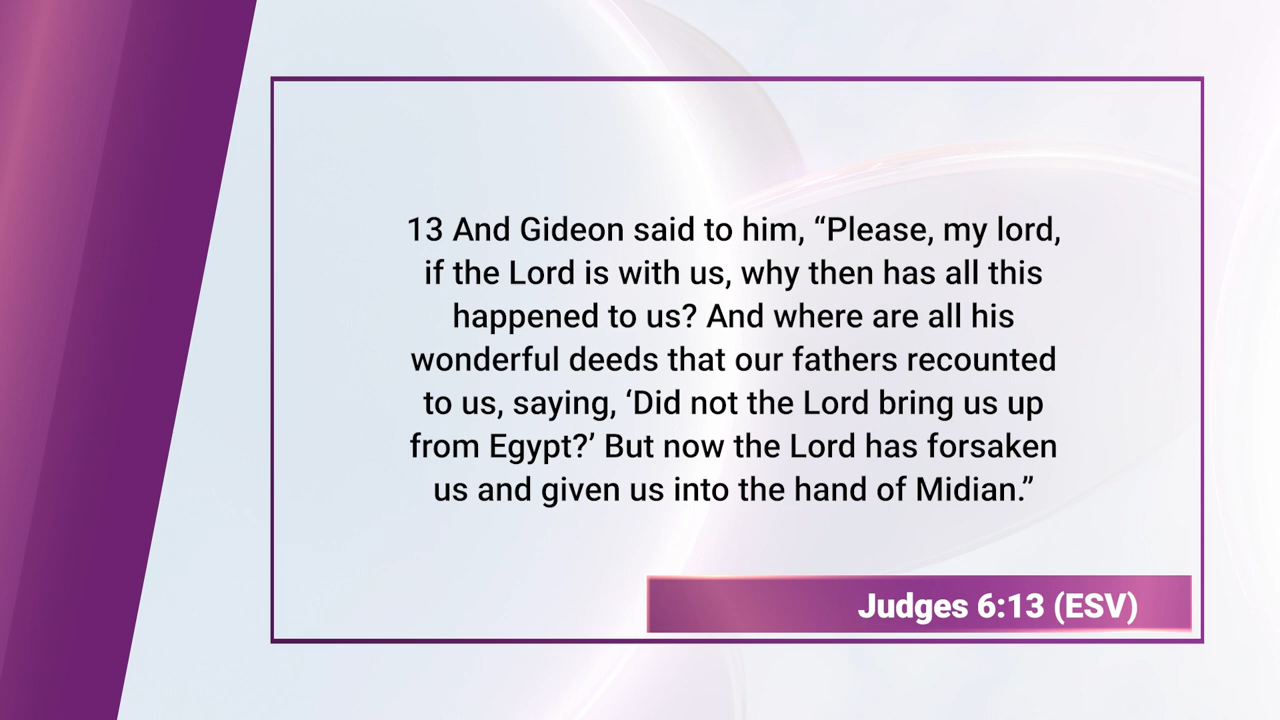 13 And Gideon said to him, “Please, my lord,
if the Lord is with us, why then has all this
happened to us? And where are all his
wonderful deeds that our fathers recounted
to us, saying, ‘Did not the Lord bring us up
from Egypt?’ But now the Lord has forsaken
us and given us into the hand of Midian.”
Judges 6:13 (ESV)